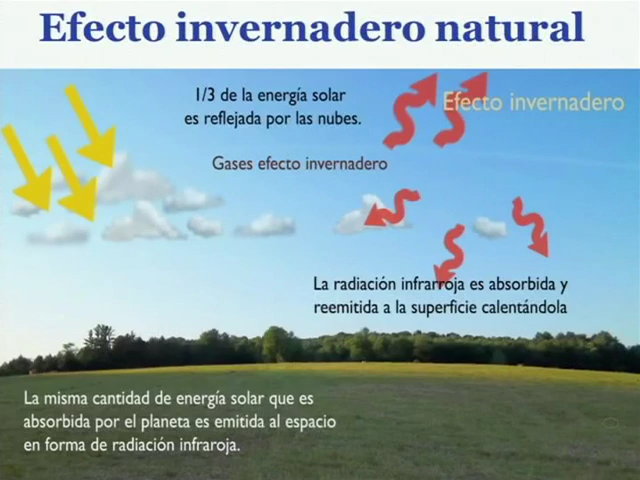 Efecto invernadero natural
1/3 de la energía solar
es reflejada por las nubes.
Efecto invernadero
Gases efecto invernadero
La radiación infrarroja es absorbida y
reemitida a la superficie calentándola
La misma cantidad de energía solar que es
absorbida por el planeta es emitida al espacio
en forma de radiación infraroja.